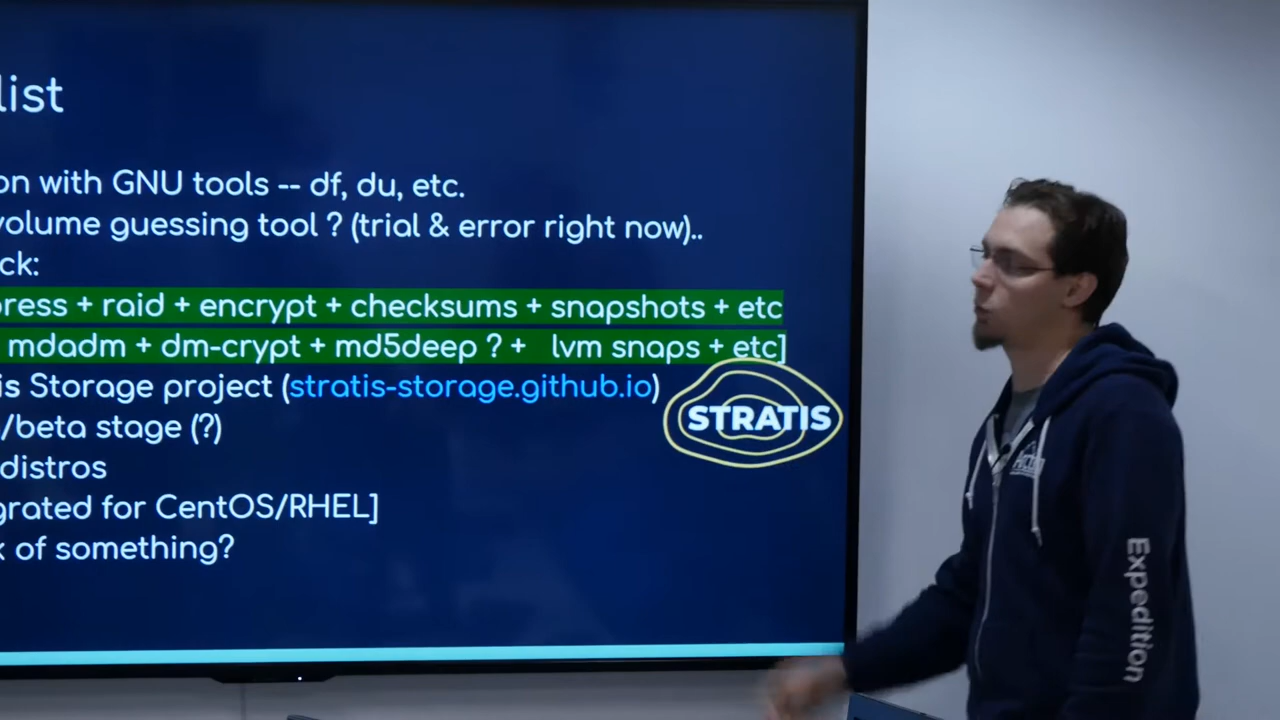 list
on with GNU tools -- df, du, etc.
volume guessing tool ? (trial & error right now)..
ck:
press + raid + encrypt + checksums + snapshots + etc
mdadm + dm-crypt + md5deep ? + lvm snaps + etc]
is Storage project (stratis-storage.github.io)
STRATIS
/beta stage (?)
distros
grated for CentOS/RHEL]
k of something?
Expedition